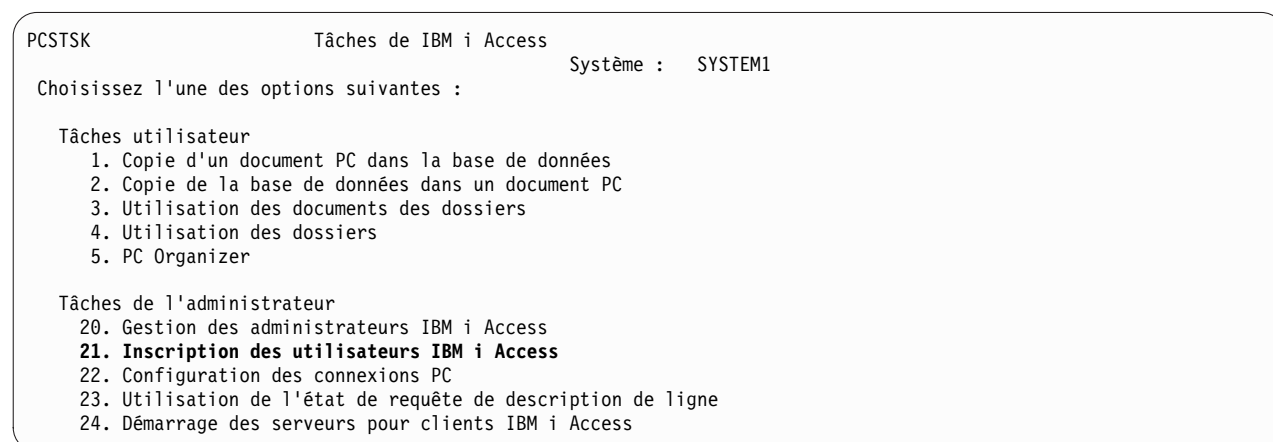 PCSTSK Tâches de IBM i Access
Système : SYSTEM1
Choisissez l'une des options suivantes :
Tâches utilisateur
1. Copie d'un document PC dans la base de données
2. Copie de la base de données dans un document PC
3. Utilisation des documents des dossiers
4. Utilisation des dossiers
5. PC Organizer
Tâches de l'administrateur
20. Gestion des administrateurs IBM i Access
21. Inscription des utilisateurs IBM i Access
22. Configuration des connexions PC
23. Utilisation de l'état de requête de description de ligne
24. Démarrage des serveurs pour clients IBM i Access